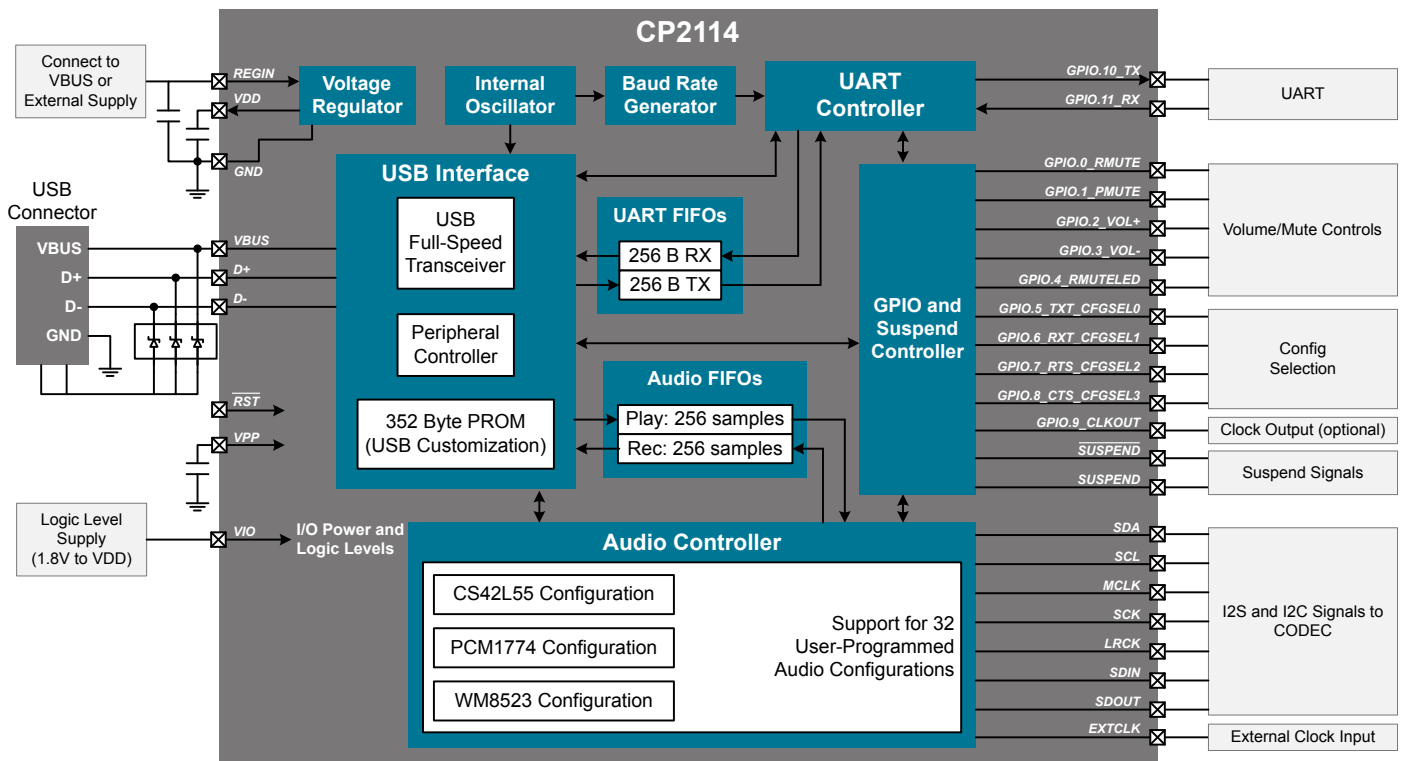 CP2114
Connect to
VBUS or
External Supply
REGIN
VDD
GND
Voltage
Regulator
Internal
Oscillator
Baud Rate
Generator
UART
Controller
GPIO.10_TX
GPIO.11_RX
UART
USB
Connector
VBUS
D+
D-
GND
VBUS
D+
D-
RST
VPP
USB Interface
USB
Full-Speed
Transceiver
Peripheral
Controller
352 Byte PROM
(USB Customization)
UART FIFOs
256 B RX
256 B TX
Audio FIFOs
Play: 256 samples
Rec: 256 samples
GPIO and
Suspend
Controller
GPIO.0_RMUTE
GPIO.1_PMUTE
GPIO.2_VOL+
GPIO.3_VOL-
GPIO.4_RMUTELED
Volume/Mute Controls
GPIO.5_TXT_CFGSEL0
GPIO.6_RXT_CFGSEL1
GPIO.7_RTS_CFGSEL2
GPIO.8_CTS_CFGSEL3
Config
Selection
GPIO.9_CLKOUT
Clock Output (optional)
SUSPEND
SUSPEND
Suspend Signals
Logic Level
Supply
(1.8V to VDD)
VIO
I/O Power and
Logic Levels
Audio Controller
CS42L55 Configuration
PCM1774 Configuration
WM8523 Configuration
Support for 32
User-Programmed
Audio Configurations
SDA
SCL
MCLK
SCK
LRCK
SDIN
SDOUT
I2S and I2C Signals to
CODEC
EXTCLK
External Clock Input